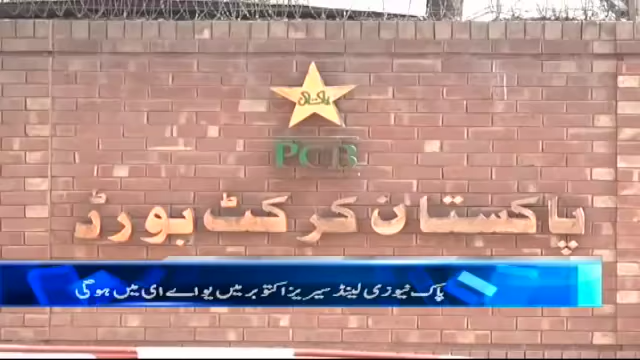 پاکستان
PCB
پاکستان کرکٹ بورڈ
پاک نیوزی لینڈ سیریز اکتوبر میں یو اے ای میں ہوگی